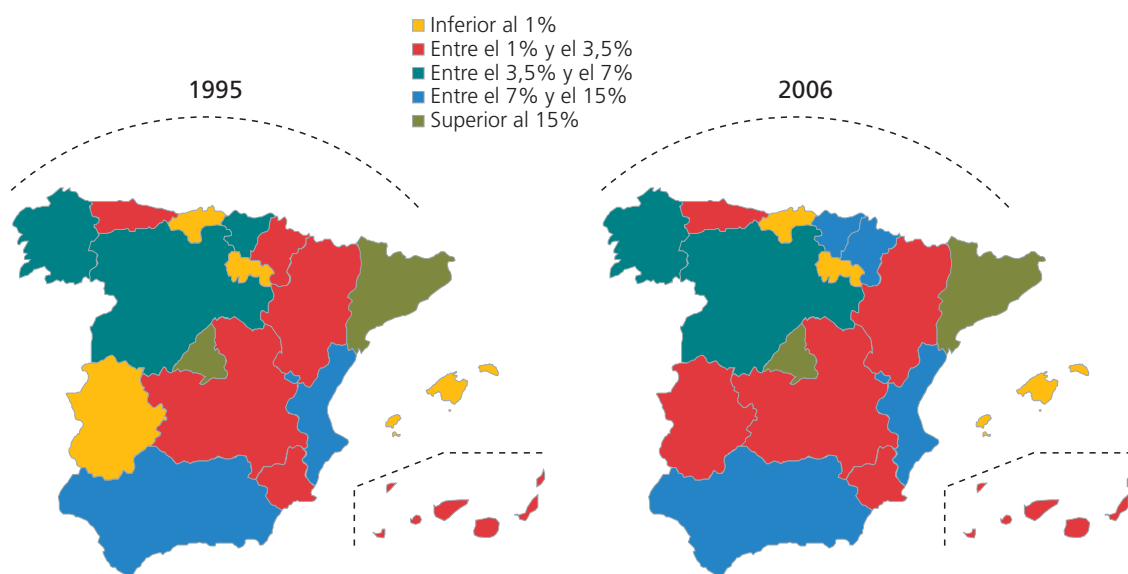 Inferior al 1%
Entre el 1% y el 3,5%
Entre el 3,5% y el 7%
Entre el 7% y el 15%
Superior al 15%
1995
2006